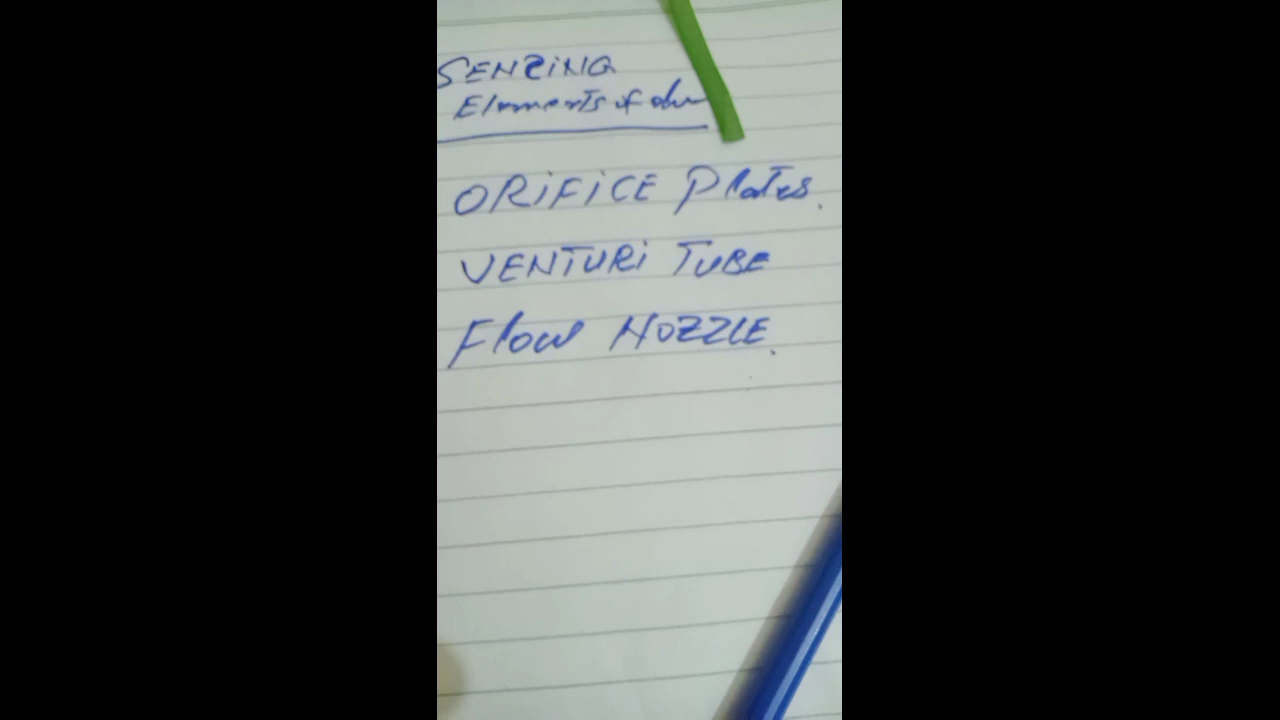 SENSING
Elements of
ORIFICE Plates.
VENTURI TUBE
Flow NOZZLE.